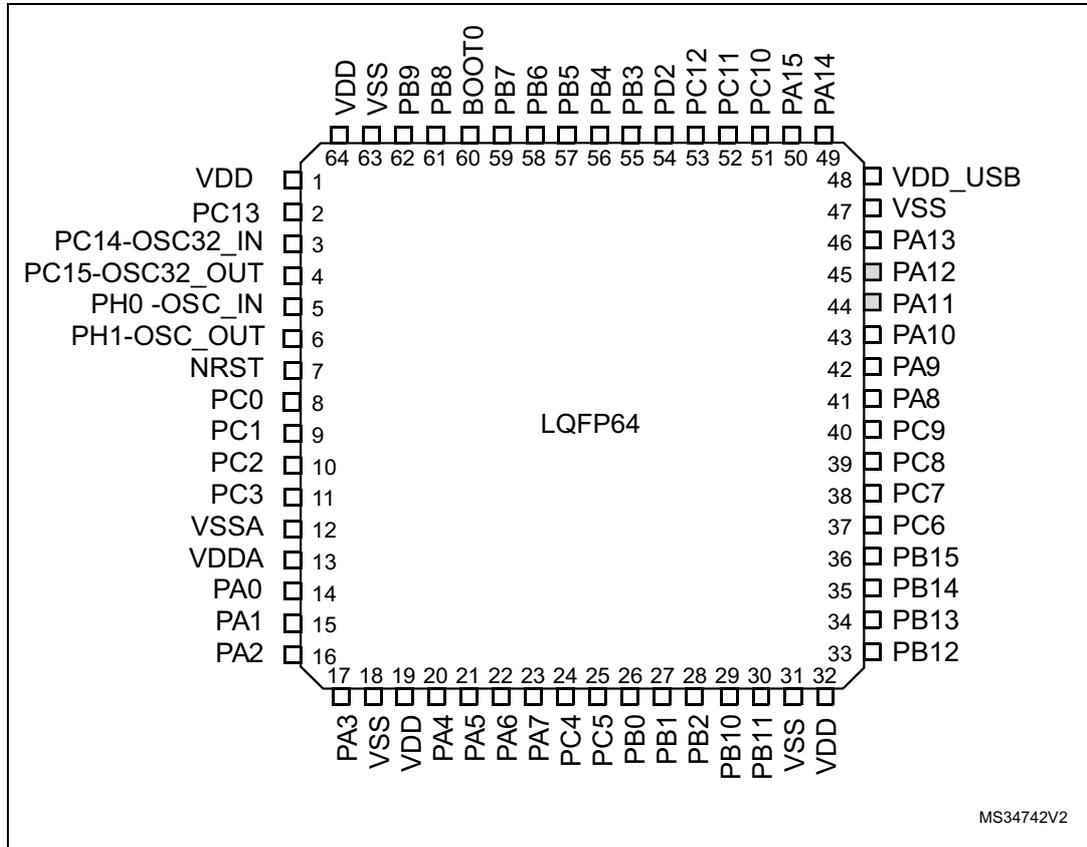 VDD
VSS
PB9
PB8
BOOT0
PB7
PB6
PB5
PB4
PB3
PD2
PC12
PC11
PC10
PA15
PA14
64 63 62 61 60 59 58 57 56 55 54 53 52 51 50 49
VDD 1
PC13 2
PC14-OSC32_IN 3
PC15-OSC32_OUT 4
PH0 -OSC_IN 5
PH1-OSC_OUT 6
NRST 7
PC0 8
PC1 9
PC2 10
PC3 11
VSSA 12
VDDA 13
PA0 14
PA1 15
PA2 16
LQFP64
48 VDD_USB
47 VSS
46 PA13
45 PA12
44 PA11
43 PA10
42 PA9
41 PA8
40 PC9
39 PC8
38 PC7
37 PC6
36 PB15
35 PB14
34 PB13
33 PB12
17 18 19 20 21 22 23 24 25 26 27 28 29 30 31 32
PA3
VSS
VDD
PA4
PA5
PA6
PA7
PC4
PC5
PB0
PB1
PB2
PB10
PB11
VSS
VDD
MS34742V2